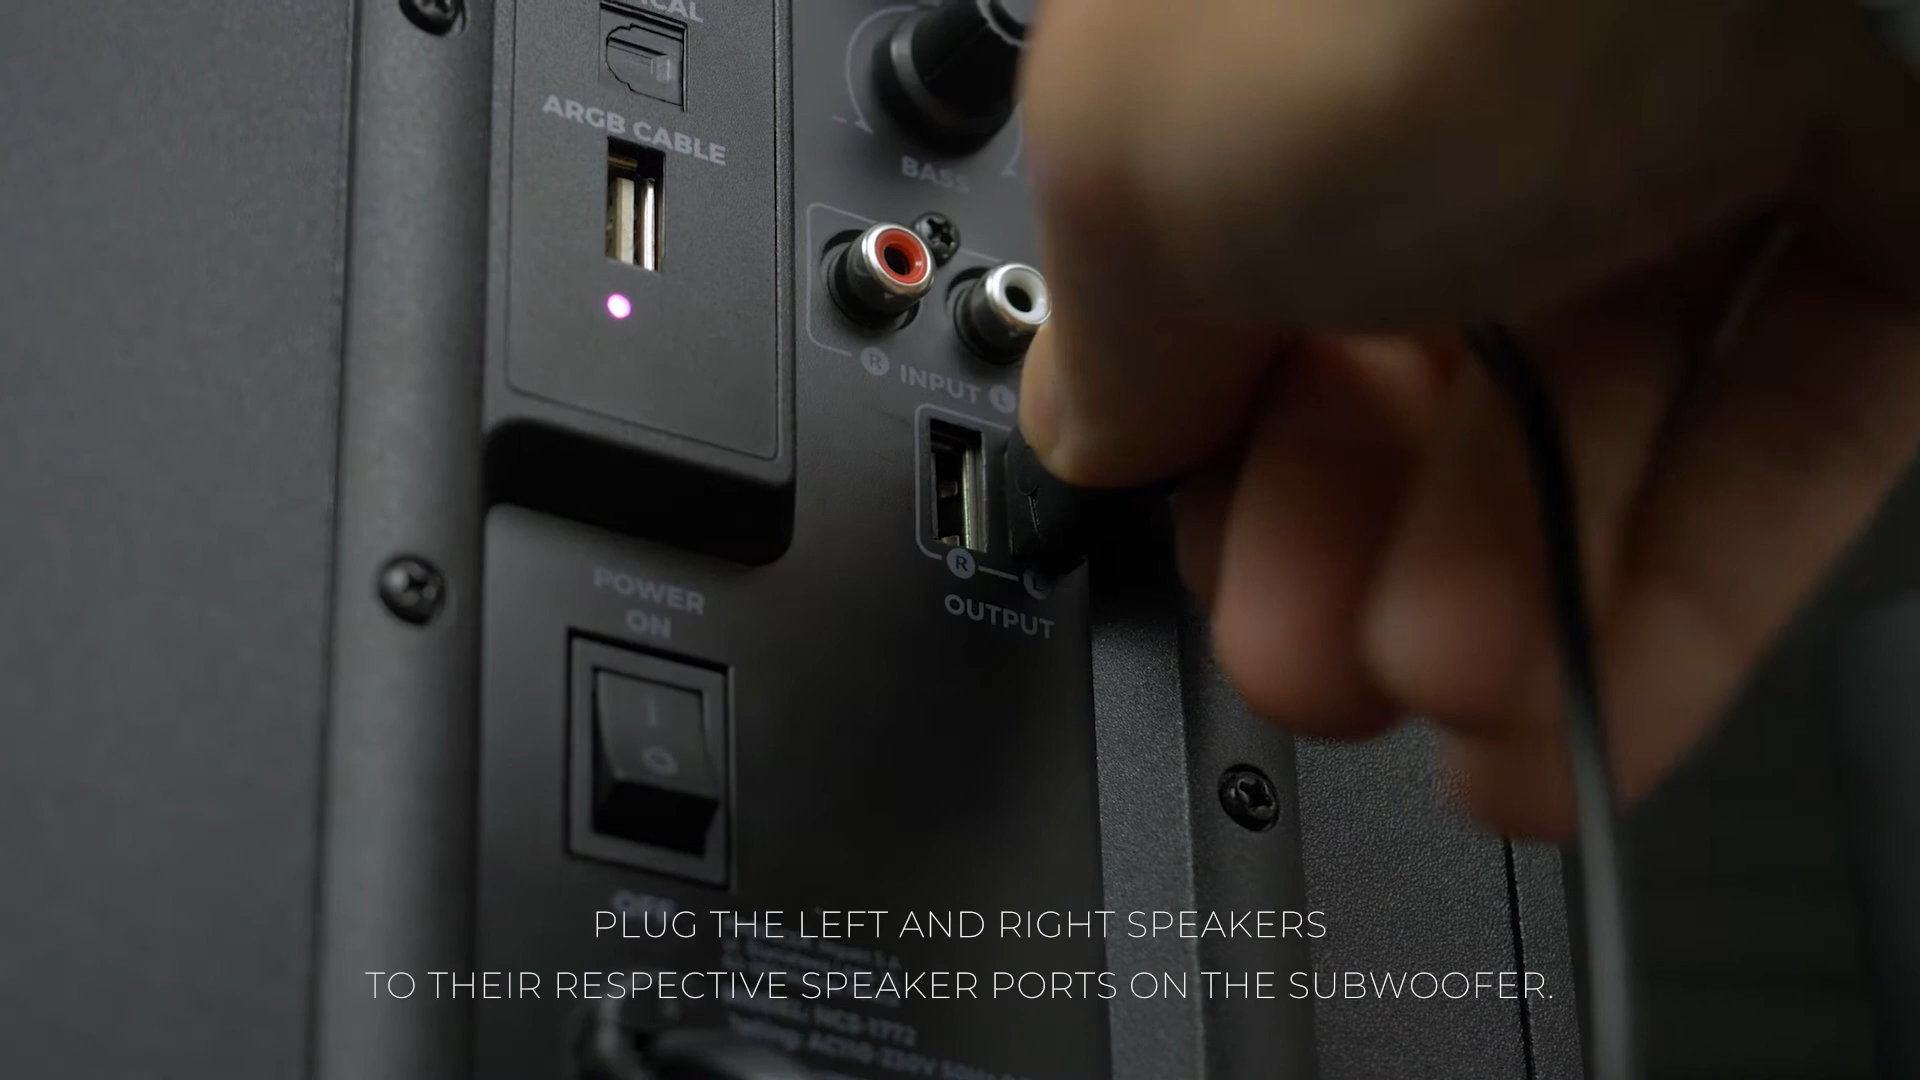 ARGB CABLE
BASS
R INPUT L
R L
OUTPUT
POWER
ON
I
O
OFF
PLUG THE LEFT AND RIGHT SPEAKERS
TO THEIR RESPECTIVE SPEAKER PORTS ON THE SUBWOOFER.